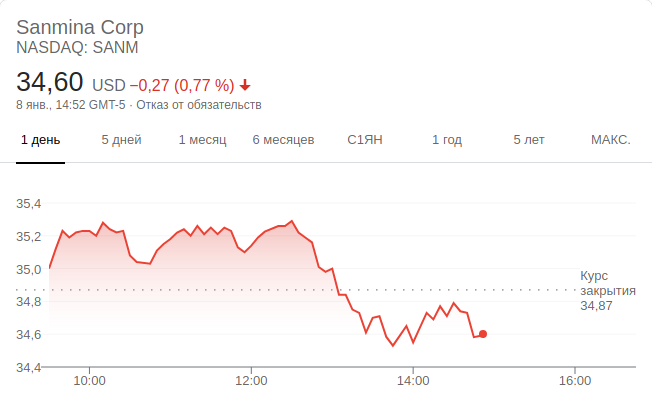 Sanmina Corp
NASDAQ: SANM
34,60 USD −0,27 (0,77 %)
8 янв., 14:52 GMT-5 · Отказ от обязательств
1 день 5 дней 1 месяц 6 месяцев С1ЯН 1 год 5 лет МАКС.
35,4
35,2
35,0
34,8
34,6
34,4
Курс
закрытия
34,87
10:00 12:00 14:00 16:00